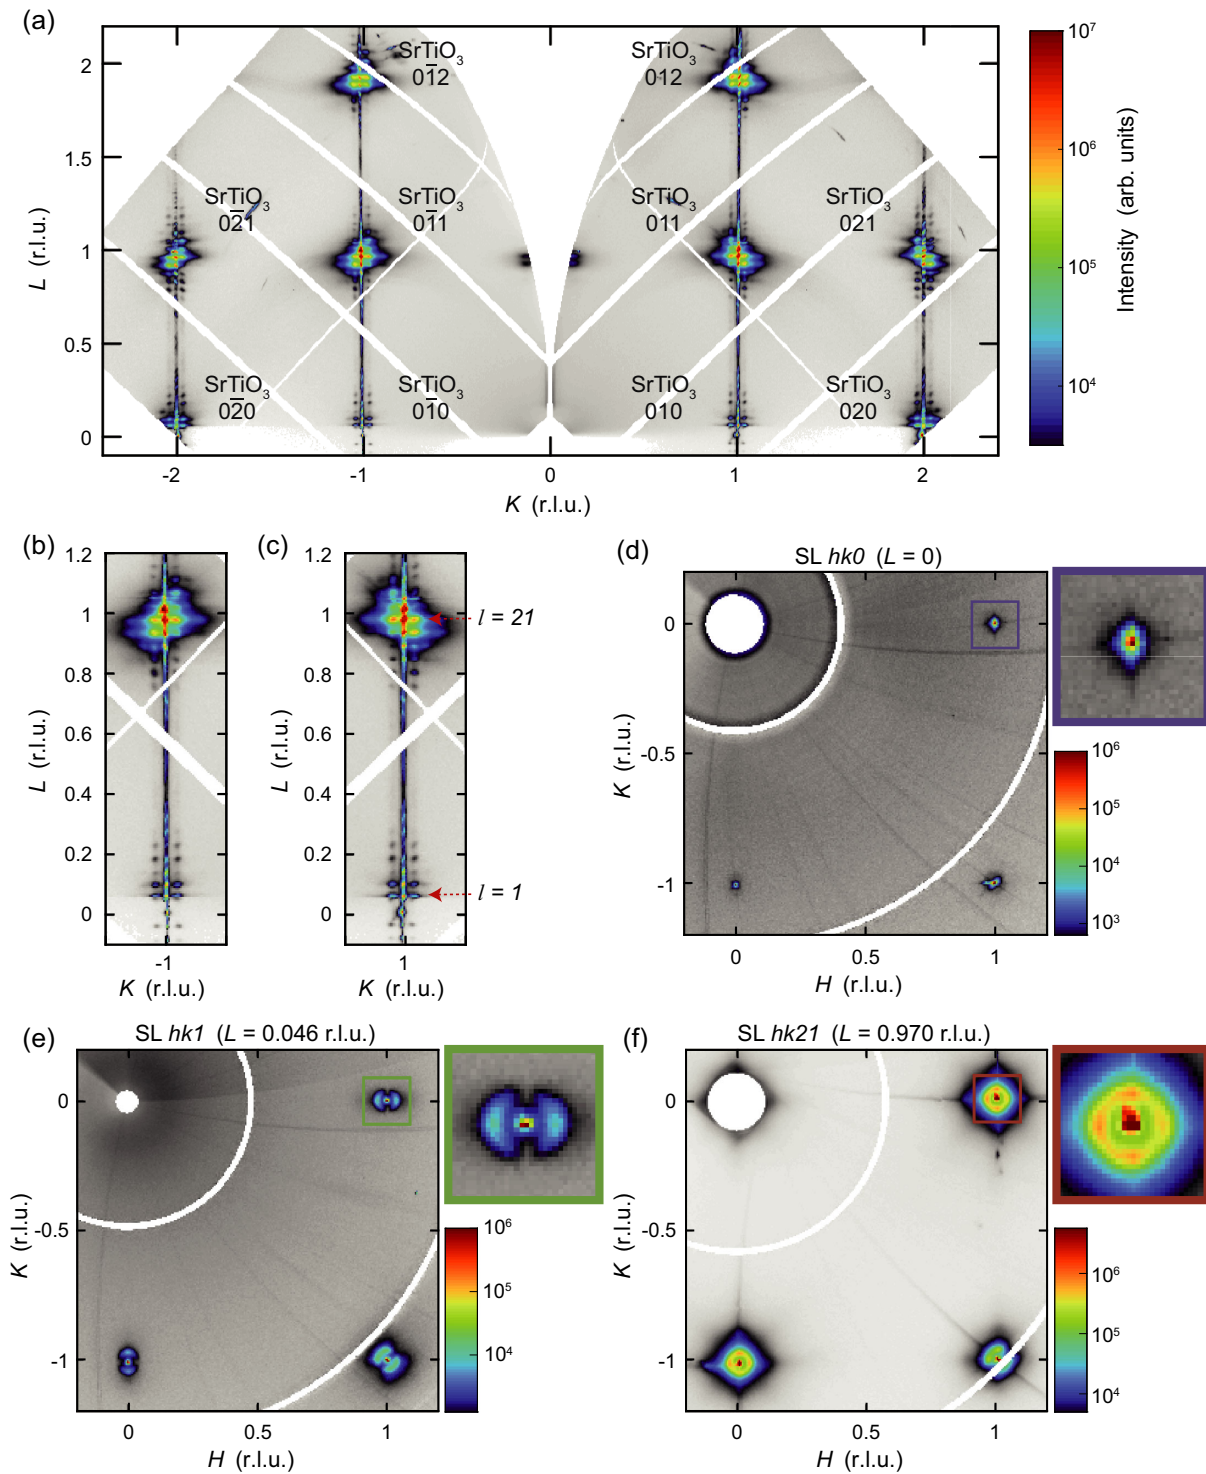 (a)
SrTiO3 01̅2
SrTiO3 012
SrTiO3 02̅1
SrTiO3 01̅1
SrTiO3 011
SrTiO3 021
SrTiO3 02̅0
SrTiO3 01̅0
SrTiO3 010
SrTiO3 020
2
1.5
1
0.5
0
L (r.l.u.)
-2 -1 0 1 2
K (r.l.u.)
10^7
10^6
10^5
10^4
Intensity (arb. units)
(b)
1.2
1
0.8
0.6
0.4
0.2
0
L (r.l.u.)
-1
K (r.l.u.)
(c)
1.2
1
0.8
0.6
0.4
0.2
0
L (r.l.u.)
l = 21
l = 1
1
K (r.l.u.)
(d)
SL hk0 (L = 0)
0
-0.5
-1
K (r.l.u.)
0 0.5 1
H (r.l.u.)
10^6
10^5
10^4
10^3
(e)
SL hk1 (L = 0.046 r.l.u.)
0
-0.5
-1
K (r.l.u.)
0 0.5 1
H (r.l.u.)
10^6
10^5
10^4
(f)
SL hk21 (L = 0.970 r.l.u.)
0
-0.5
-1
K (r.l.u.)
0 0.5 1
H (r.l.u.)
10^6
10^5
10^4